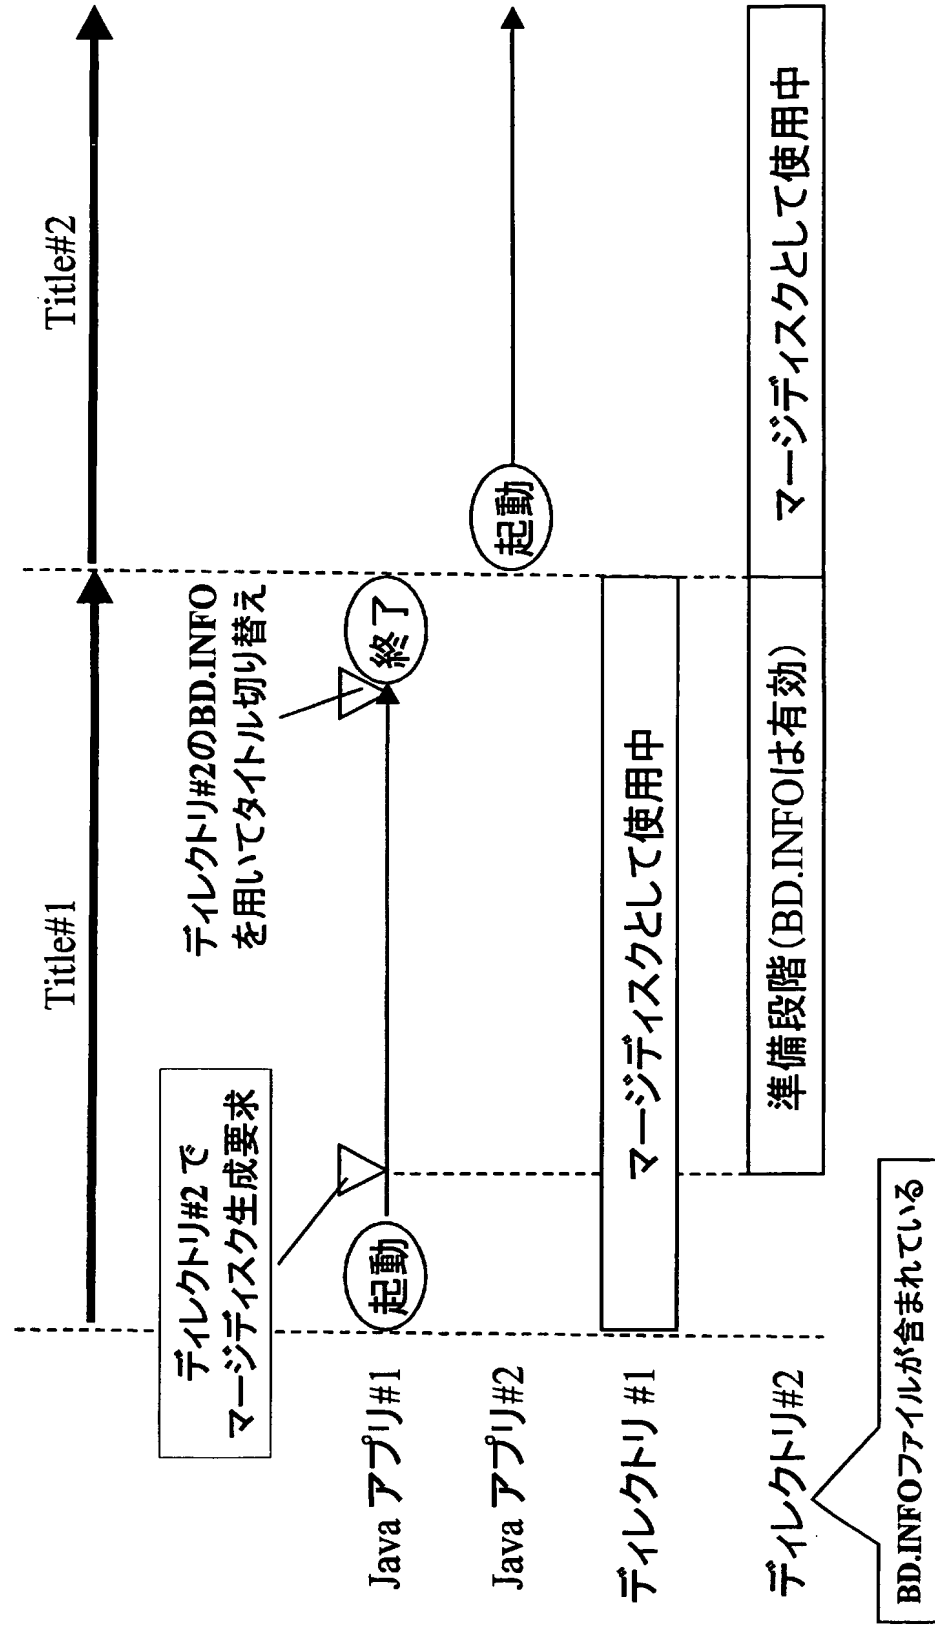 Title#1
Title#2
ディレクトリ#2 で
マージディスク生成要求
ディレクトリ#2のBD.INFO
を用いてタイトル切り替え
Java アプリ#1
起動
終了
Java アプリ#2
起動
ディレクトリ #1
マージディスクとして使用中
ディレクトリ#2
準備段階(BD.INFOは有効)
マージディスクとして使用中
BD.INFOファイルが含まれている